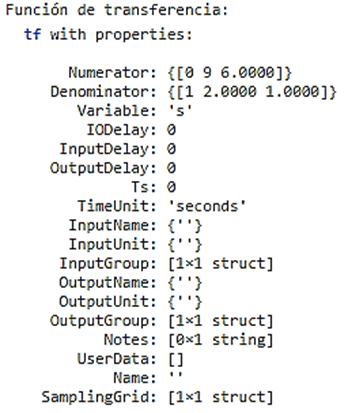 Función de transferencia:
tf with properties:
Numerator: {[0 9 6.0000]}
Denominator: {[1 2.0000 1.0000]}
Variable: 's'
IODelay: 0
InputDelay: 0
OutputDelay: 0
Ts: 0
TimeUnit: 'seconds'
InputName: {''}
InputUnit: {''}
InputGroup: [1×1 struct]
OutputName: {''}
OutputUnit: {''}
OutputGroup: [1×1 struct]
Notes: [0×1 string]
UserData: []
Name: ''
SamplingGrid: [1×1 struct]